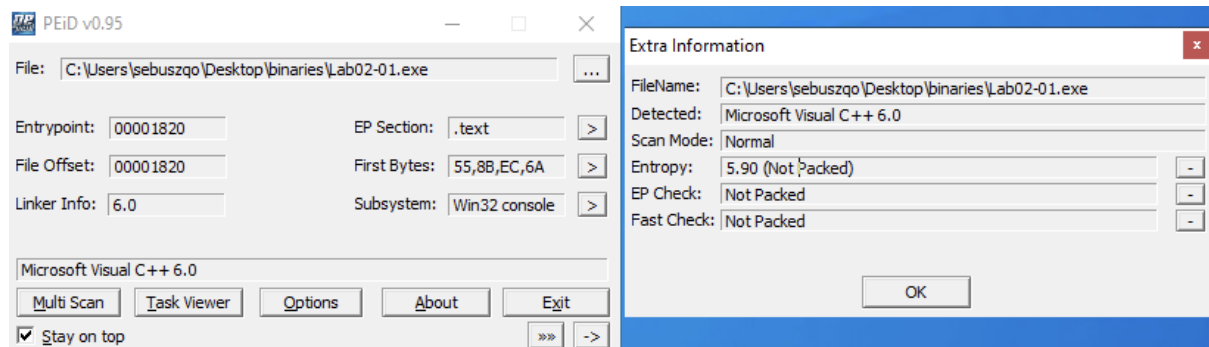 PEiD v0.95
File: C:\Users\sebuszqo\Desktop\binaries\Lab02-01.exe ...
Entrypoint: 00001820 EP Section: .text >
File Offset: 00001820 First Bytes: 55,8B,EC,6A >
Linker Info: 6.0 Subsystem: Win32 console >
Microsoft Visual C++ 6.0
Multi Scan Task Viewer Options About Exit
Stay on top »» ->
Extra Information x
FileName: C:\Users\sebuszqo\Desktop\binaries\Lab02-01.exe
Detected: Microsoft Visual C++ 6.0
Scan Mode: Normal
Entropy: 5.90 (Not Packed) -
EP Check: Not Packed -
Fast Check: Not Packed -
OK